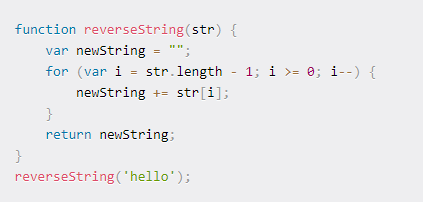 function reverseString(str) {
    var newString = "";
    for (var i = str.length - 1; i >= 0; i--) {
        newString += str[i];
    }
    return newString;
}
reverseString('hello');